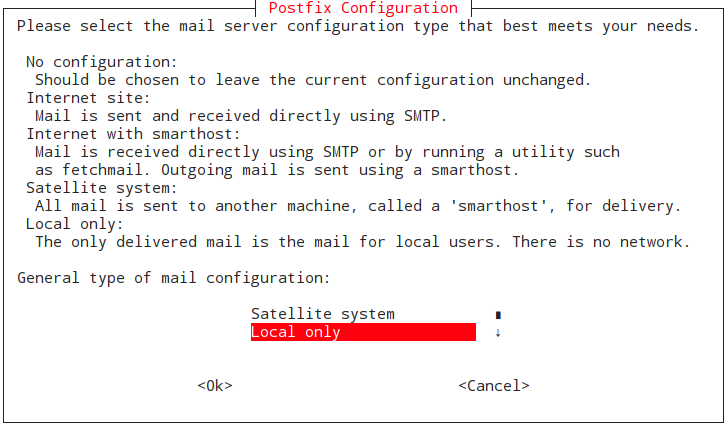 Postfix Configuration
Please select the mail server configuration type that best meets your needs.
No configuration:
Should be chosen to leave the current configuration unchanged.
Internet site:
Mail is sent and received directly using SMTP.
Internet with smarthost:
Mail is received directly using SMTP or by running a utility such
as fetchmail. Outgoing mail is sent using a smarthost.
Satellite system:
All mail is sent to another machine, called a 'smarthost', for delivery.
Local only:
The only delivered mail is the mail for local users. There is no network.
General type of mail configuration:
Satellite system
Local only ↓
<Ok> <Cancel>